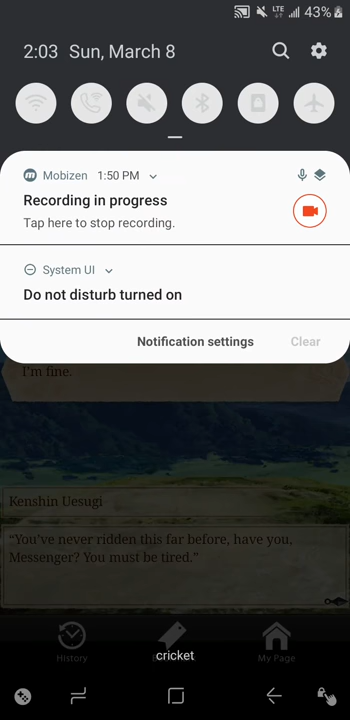 LTE 43%
2:03 Sun, March 8
Mobizen 1:50 PM
Recording in progress
Tap here to stop recording.
System UI
Do not disturb turned on
Notification settings Clear
I'm fine.
Kenshin Uesugi
"You've never ridden this far before, have you,
Messenger? You must be tired."
History My Page
cricket